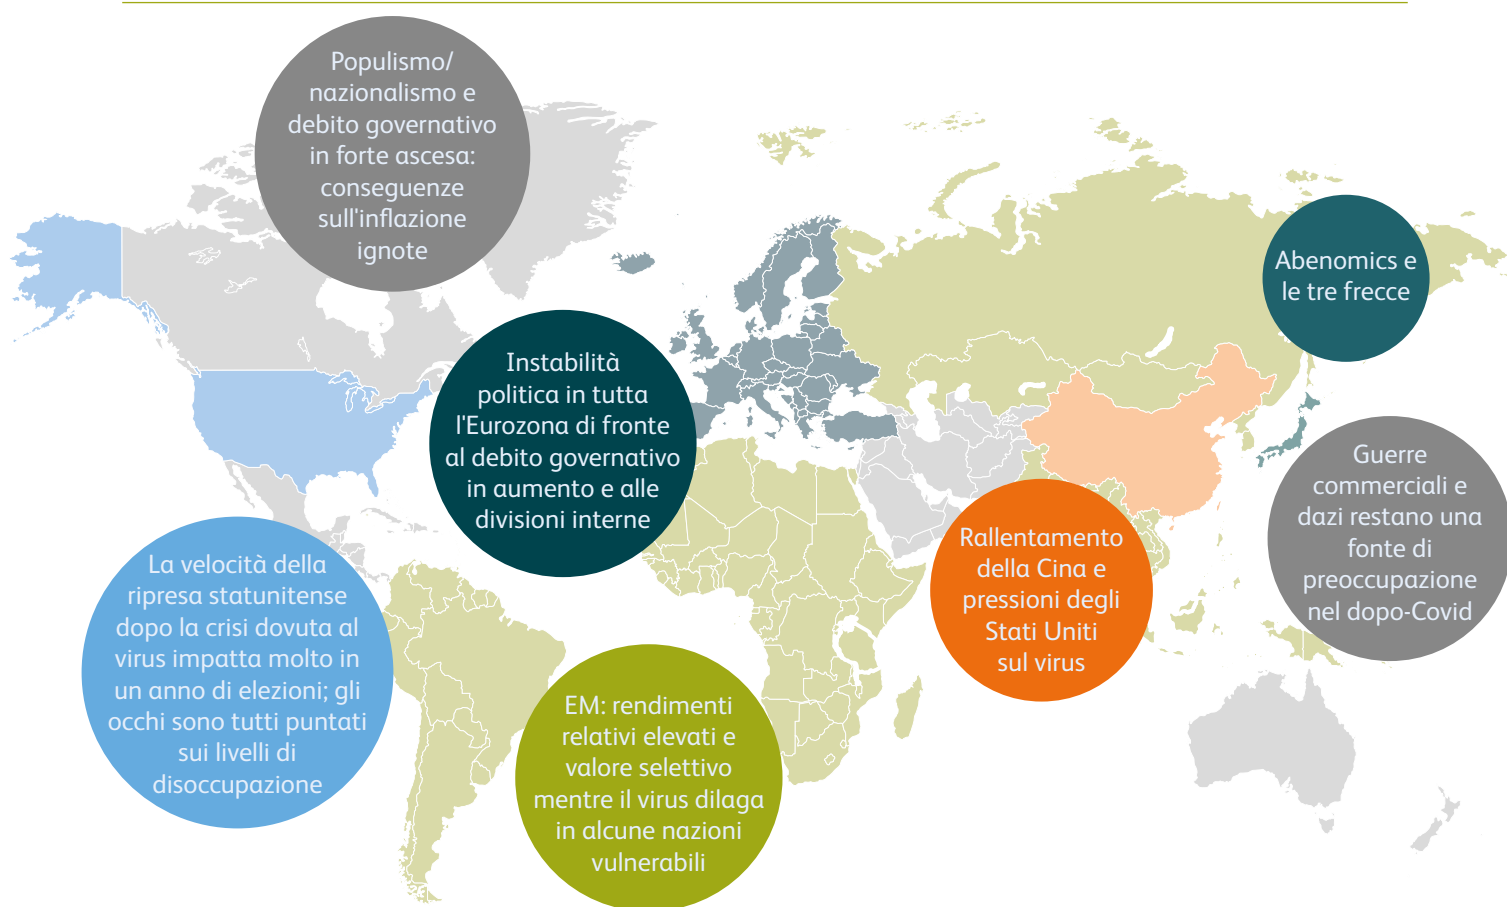 Populismo/
nazionalismo e
debito governativo
in forte ascesa:
conseguenze
sull'inflazione
ignote
Abenomics e
le tre frecce
Instabilità
politica in tutta
l'Eurozona di fronte
al debito governativo
in aumento e alle
divisioni interne
Guerre
commerciali e
dazi restano una
fonte di
preoccupazione
nel dopo-Covid
Rallentamento
della Cina e
pressioni degli
Stati Uniti
sul virus
La velocità della
ripresa statunitense
dopo la crisi dovuta al
virus impatta molto in
un anno di elezioni; gli
occhi sono tutti puntati
sui livelli di
disoccupazione
EM: rendimenti
relativi elevati e
valore selettivo
mentre il virus dilaga
in alcune nazioni
vulnerabili